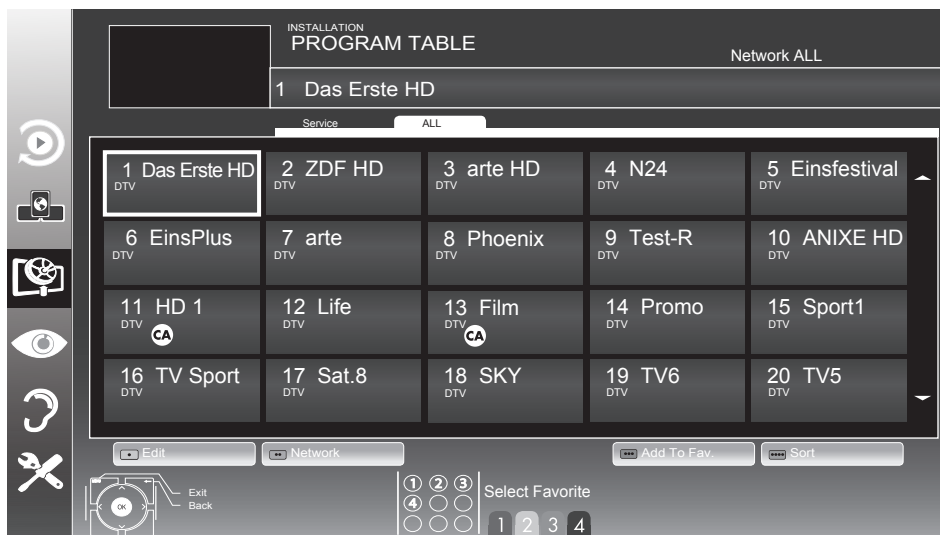 INSTALLATION
PROGRAM TABLE
Network ALL
1 Das Erste HD
Service ALL
1 Das Erste HD 2 ZDF HD 3 arte HD 4 N24 5 Einsfestival
DTV DTV DTV DTV DTV
6 EinsPlus 7 arte 8 Phoenix 9 Test-R 10 ANIXE HD
DTV DTV DTV DTV DTV
11 HD 1 12 Life 13 Film 14 Promo 15 Sport1
DTV DTV DTV DTV DTV
CA CA
16 TV Sport 17 Sat.8 18 SKY 19 TV6 20 TV5
DTV DTV DTV DTV DTV
Edit Network Add To Fav. Sort
OK
Exit
Back
1 2 3
4
Select Favorite
1 2 3 4